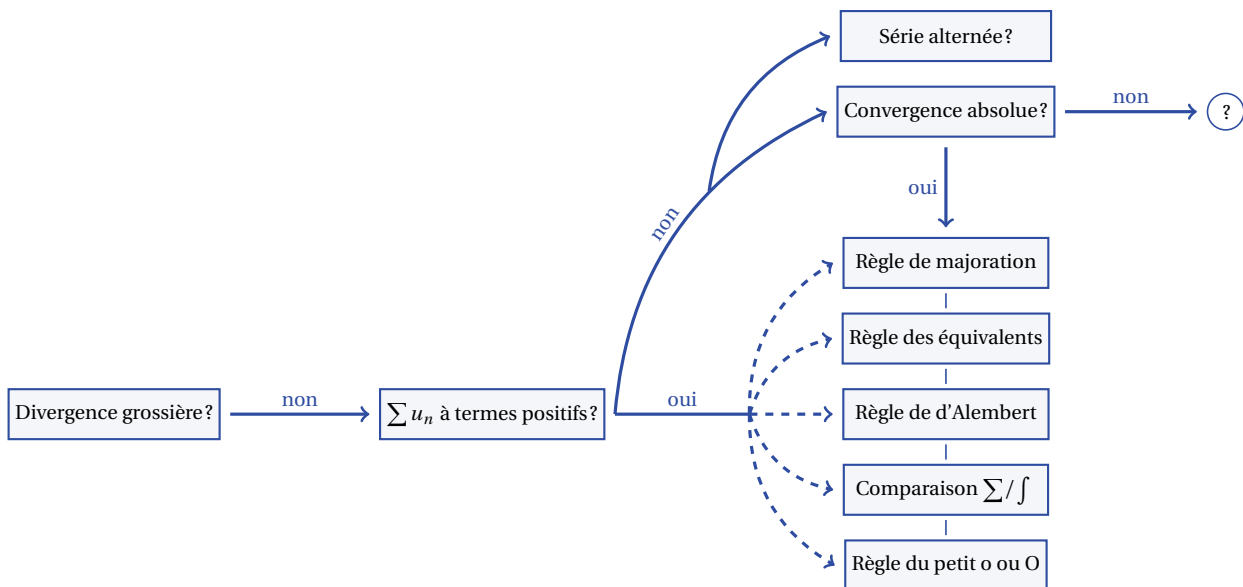 Série alternée ?
Convergence absolue ?
non
?
oui
non
Règle de majoration
Règle des équivalents
Divergence grossière ?
non
∑ uₙ à termes positifs ?
oui
Règle de d'Alembert
Comparaison ∑/∫
Règle du petit o ou O